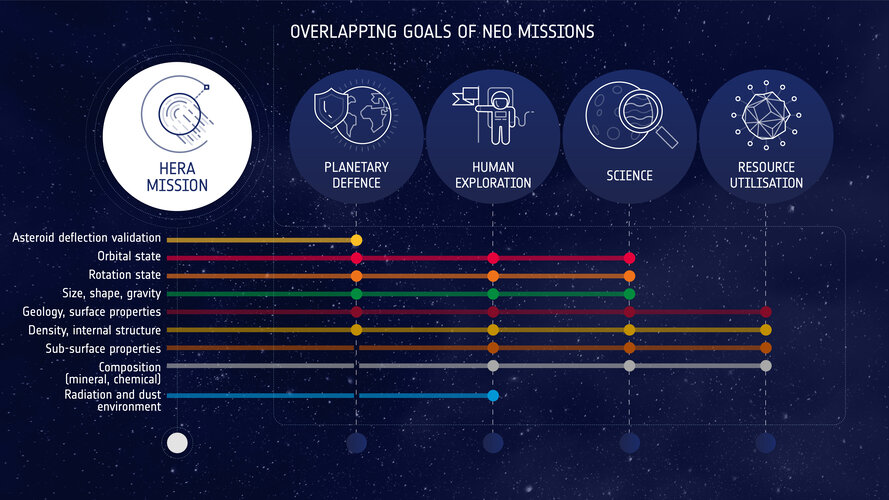 OVERLAPPING GOALS OF NEO MISSIONS
HERA
MISSION
PLANETARY
DEFENCE
HUMAN
EXPLORATION
SCIENCE
RESOURCE
UTILISATION
Asteroid deflection validation
Orbital state
Rotation state
Size, shape, gravity
Geology, surface properties
Density, internal structure
Sub-surface properties
Composition
(mineral, chemical)
Radiation and dust
environment